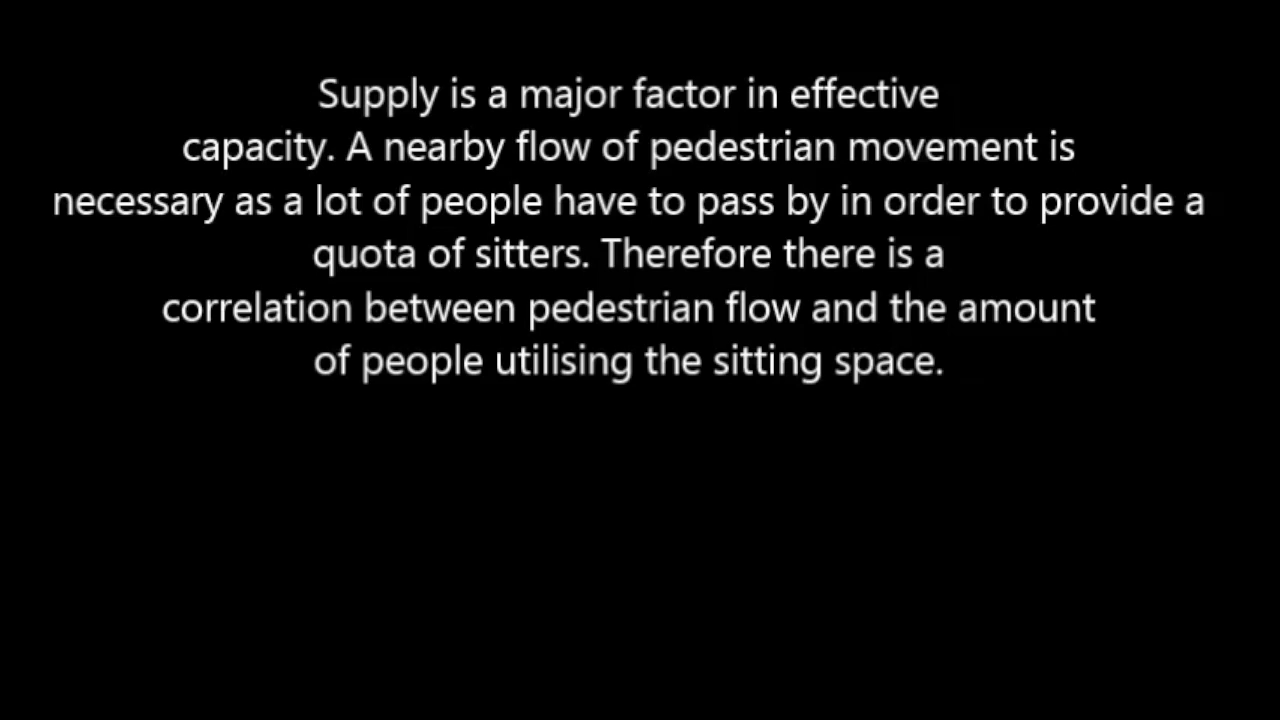 Supply is a major factor in effective
capacity. A nearby flow of pedestrian movement is
necessary as a lot of people have to pass by in order to provide a
quota of sitters. Therefore there is a
correlation between pedestrian flow and the amount
of people utilising the sitting space.